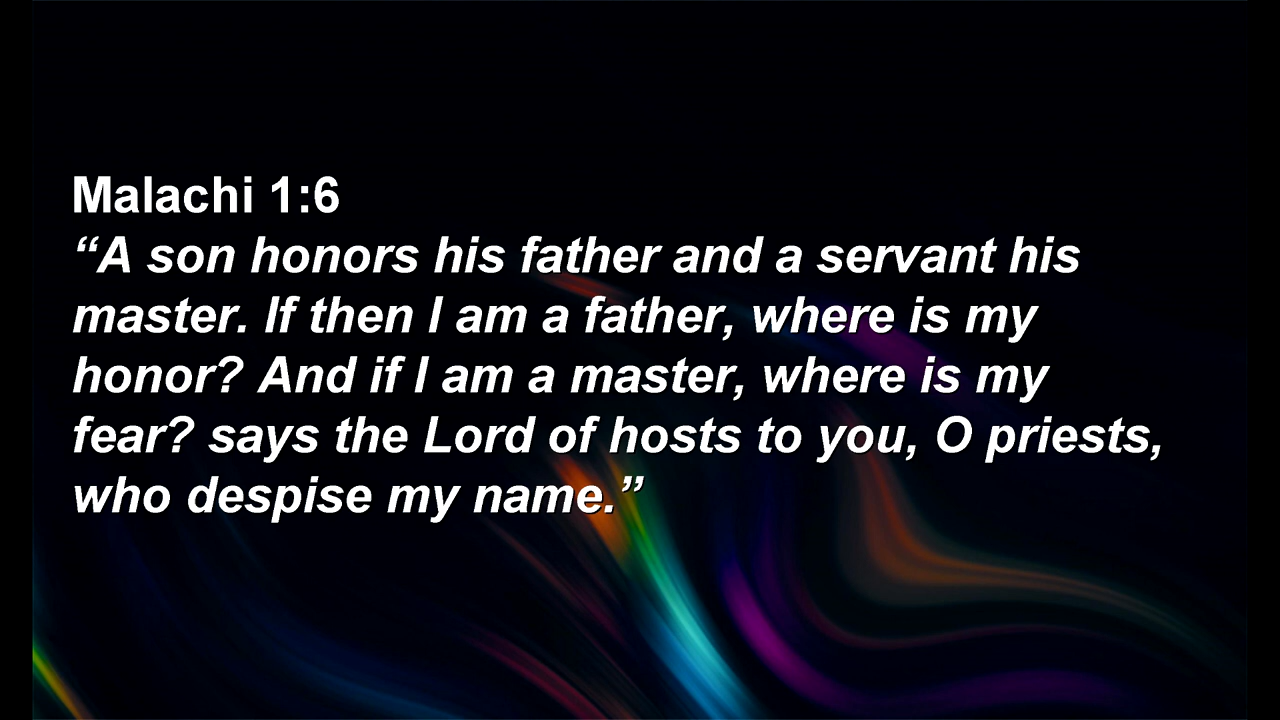 Malachi 1:6
“A son honors his father and a servant his
master. If then I am a father, where is my
honor? And if I am a master, where is my
fear? says the Lord of hosts to you, O priests,
who despise my name.”